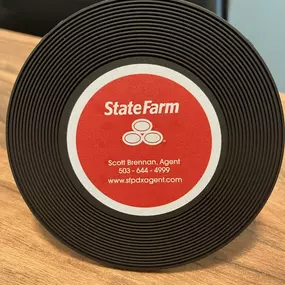 StateFarm
Scott Brennan, Agent
503 - 644 - 4999
www.sfpdxagent.com